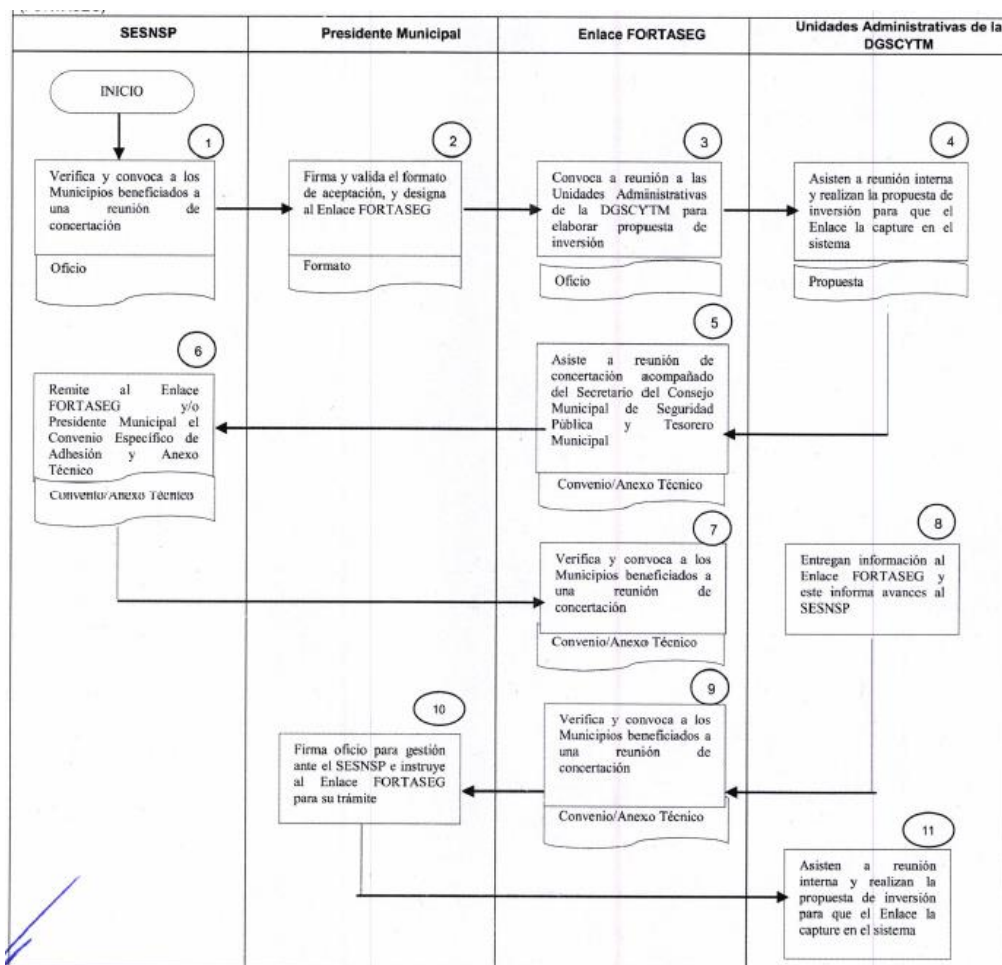 SESNSP
Presidente Municipal
Enlace FORTASEG
Unidades Administrativas de la
DGSCYTM
INICIO
1
Verifica y convoca a los
Municipios beneficiados a
una reunión de
concertación
Oficio
2
Firma y valida el formato
de aceptación, y designa
al Enlace FORTASEG
Formato
3
Convoca a reunión a las
Unidades Administrativas
de la DGSCYTM para
elaborar propuesta de
inversión
Oficio
4
Asisten a reunión interna
y realizan la propuesta de
inversión para que el
Enlace la capture en el
sistema
Propuesta
5
Asiste a reunión de
concertación acompañado
del Secretario del Consejo
Municipal de Seguridad
Pública y Tesorero
Municipal
Convenio/Anexo Técnico
6
Remite al Enlace
FORTASEG y/o
Presidente Municipal el
Convenio Específico de
Adhesión y Anexo
Técnico
Convenio/Anexo Técnico
7
Verifica y convoca a los
Municipios beneficiados a
una reunión de
concertación
Convenio/Anexo Técnico
8
Entregan información al
Enlace FORTASEG y
este informa avances al
SESNSP
9
Verifica y convoca a los
Municipios beneficiados a
una reunión de
concertación
Convenio/Anexo Técnico
10
Firma oficio para gestión
ante el SESNSP e instruye
al Enlace FORTASEG
para su trámite
11
Asisten a reunión
interna y realizan la
propuesta de inversión
para que el Enlace la
capture en el sistema